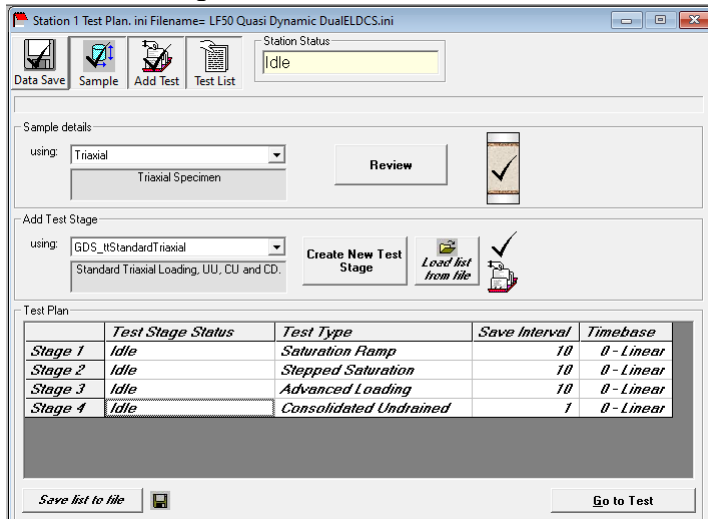 Station 1 Test Plan. ini Filename= LF50 Quasi Dynamic DualELDCS.ini
Data Save Sample Add Test Test List
Station Status
Idle
Sample details
using: Triaxial
Triaxial Specimen
Review
Add Test Stage
using: GDS_ttStandardTriaxial
Standard Triaxial Loading, UU, CU and CD.
Create New Test
Stage
Load list
from file
Test Plan
Test Stage Status Test Type Save Interval Timebase
Stage 1 Idle Saturation Ramp 10 0 - Linear
Stage 2 Idle Stepped Saturation 10 0 - Linear
Stage 3 Idle Advanced Loading 10 0 - Linear
Stage 4 Idle Consolidated Undrained 1 0 - Linear
Save list to file
Go to Test